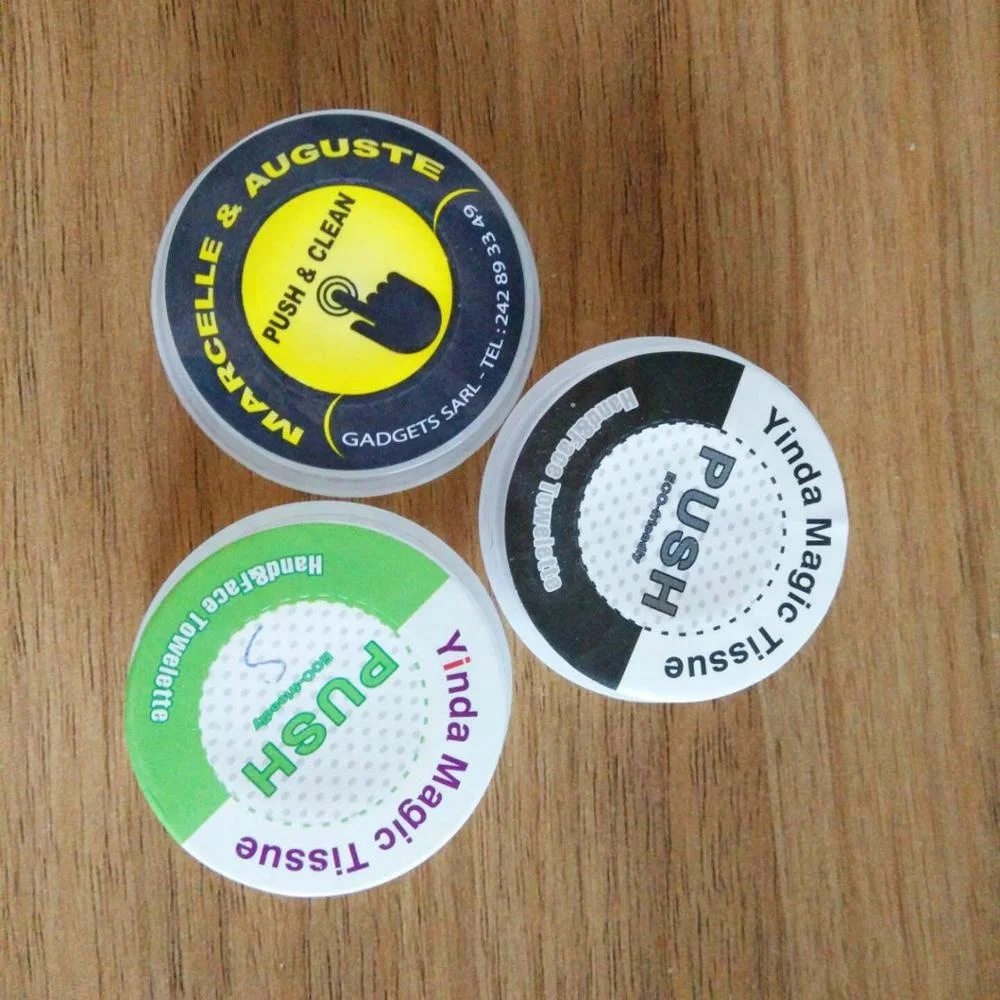 MARCELLE & AUGUSTE
PUSH & CLEAN
GADGETS SARL - TEL : 242 89 33 49
Hand&Face Towelette
PUSH
ECO-friendly
Yinda Magic Tissue
Hand&Face Towelette
5
PUSH
ECO-friendly
Yinda Magic Tissue